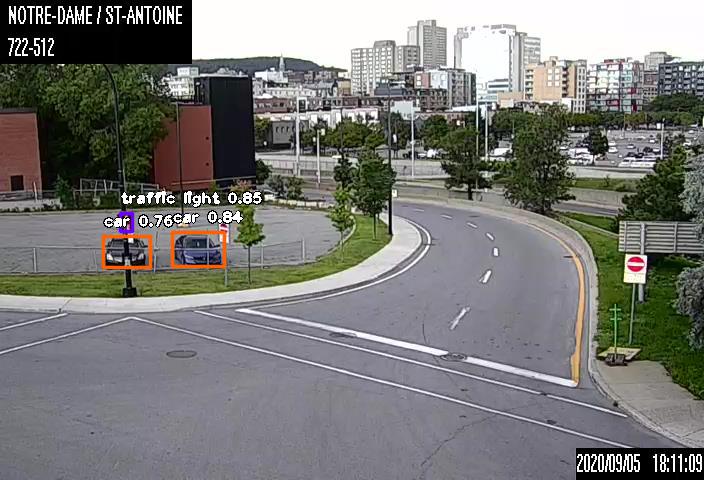 NOTRE-DAME / ST-ANTOINE
722-512
traffic light 0.85
car 0.76
car 0.84
2020/09/05 18:11:09